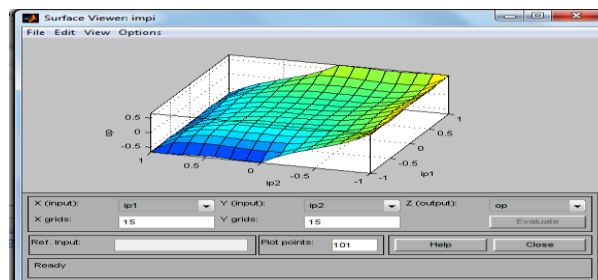 Surface Viewer: impi
File Edit View Options
0.5
0
-0.5
op
1
0.5
0
-0.5
-1
ip2
1
0.5
0
-0.5
-1
ip1
X (input): ip1 Y (input): ip2 Z (output): op
X grids: 15 Y grids: 15 Evaluate
Ref. Input: Plot points: 101 Help Close
Ready